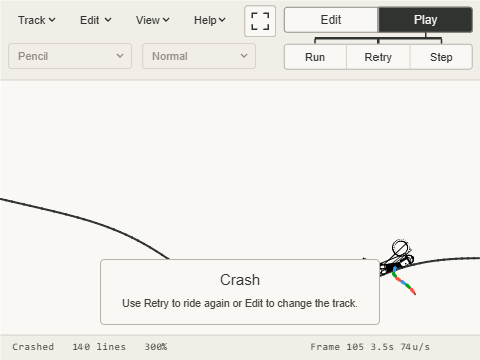 Track Edit View Help Edit Play
Pencil Normal Run Retry Step
Crash
Use Retry to ride again or Edit to change the track.
Crashed 140 lines 300% Frame 105 3.5s 74u/s